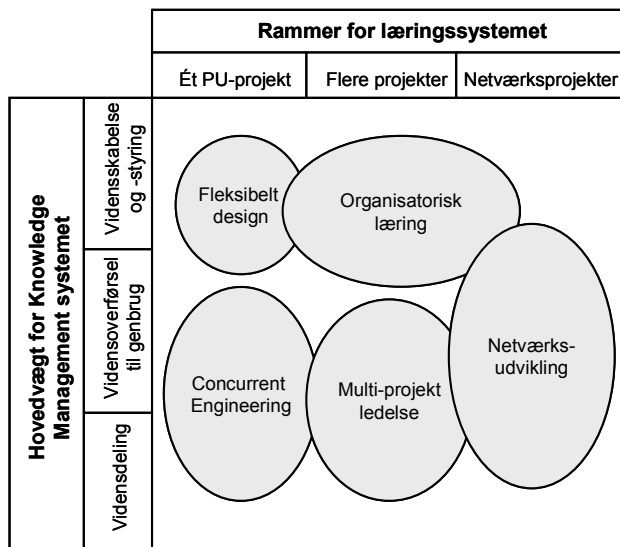 Rammer for læringssystemet
Ét PU-projekt
Flere projekter
Netværksprojekter
Hovedvægt for Knowledge
Management systemet
Vidensskabelse
og -styring
Vidensoverførsel
til genbrug
Vidensdeling
Fleksibelt
design
Organisatorisk
læring
Concurrent
Engineering
Multi-projekt
ledelse
Netværks-
udvikling